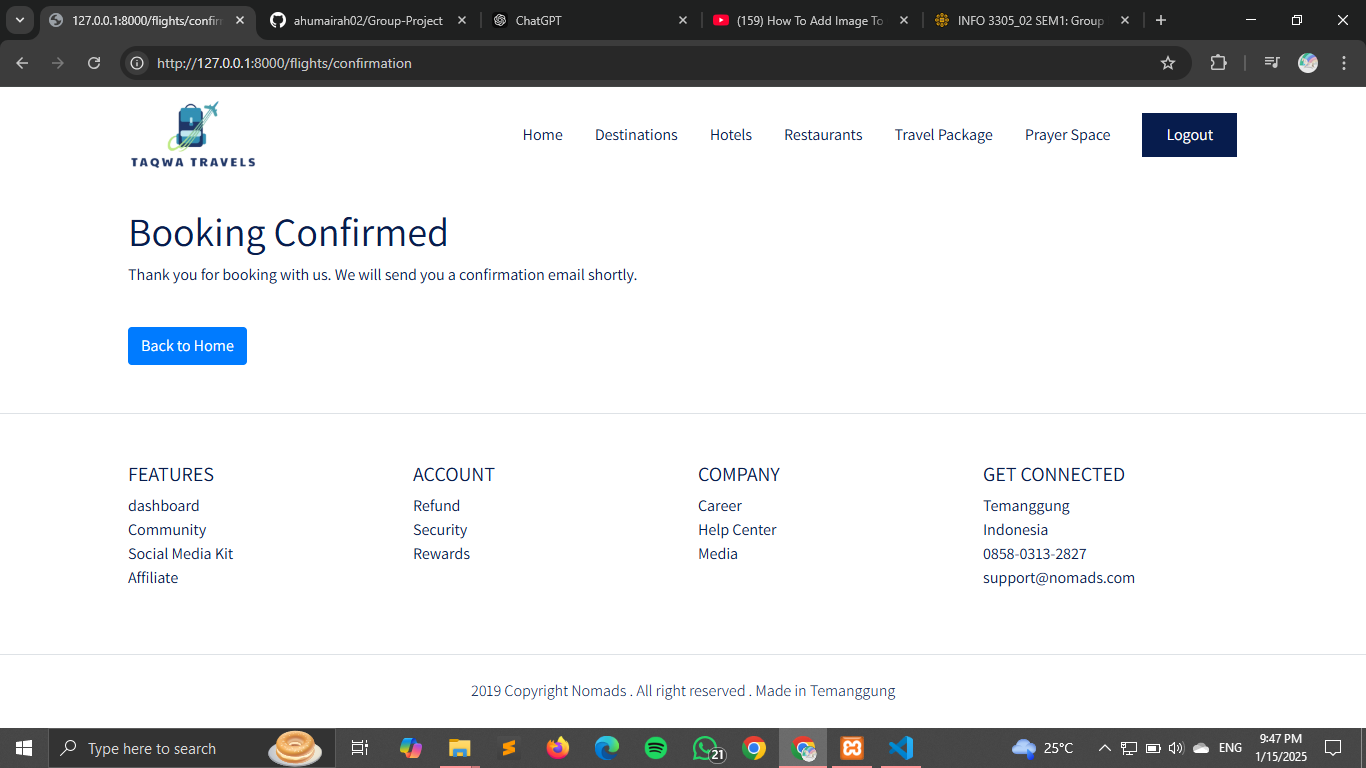 127.0.0.1:8000/flights/confirm
ahumairah02/Group-Project
ChatGPT
(159) How To Add Image To
INFO 3305_02 SEM1: Group
http://127.0.0.1:8000/flights/confirmation
TAQWA TRAVELS
Home Destinations Hotels Restaurants Travel Package Prayer Space Logout
Booking Confirmed
Thank you for booking with us. We will send you a confirmation email shortly.
Back to Home
FEATURES
dashboard
Community
Social Media Kit
Affiliate
ACCOUNT
Refund
Security
Rewards
COMPANY
Career
Help Center
Media
GET CONNECTED
Temanggung
Indonesia
0858-0313-2827
support@nomads.com
2019 Copyright Nomads . All right reserved . Made in Temanggung
Type here to search
21
25°C
ENG
9:47 PM
1/15/2025